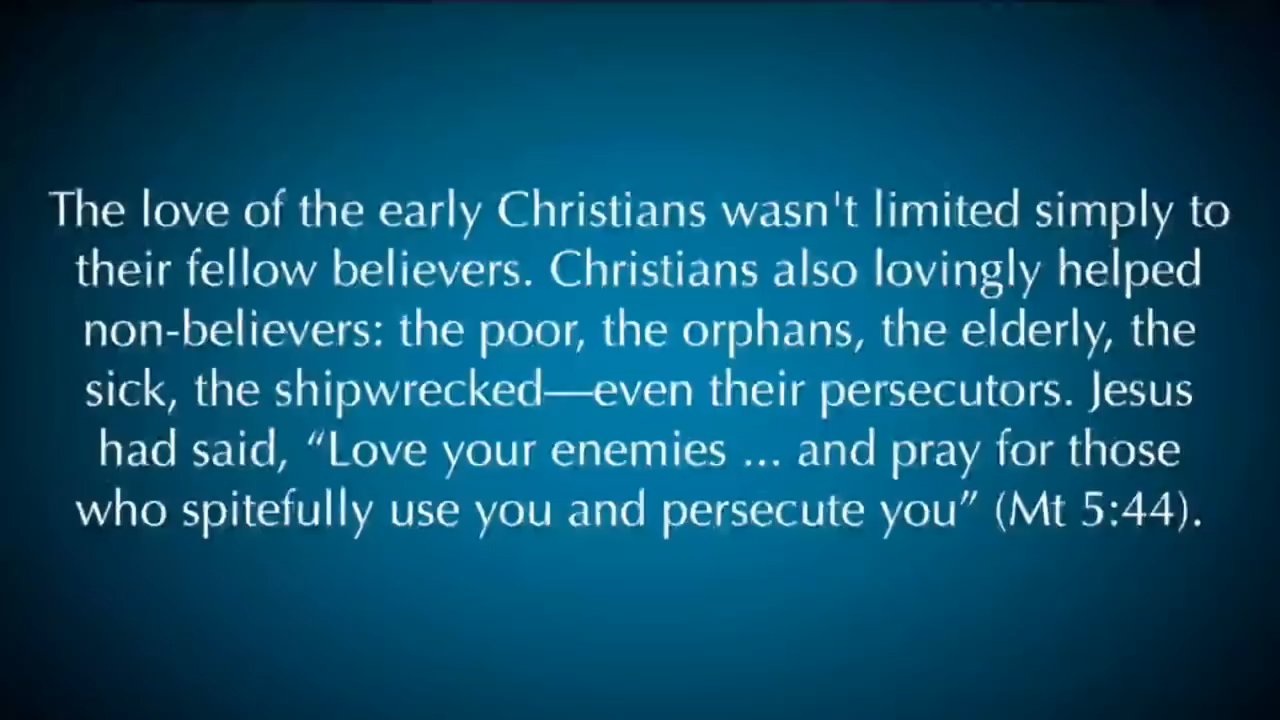 The love of the early Christians wasn't limited simply to
their fellow believers. Christians also lovingly helped
non-believers: the poor, the orphans, the elderly, the
sick, the shipwrecked—even their persecutors. Jesus
had said, “Love your enemies ... and pray for those
who spitefully use you and persecute you” (Mt 5:44).